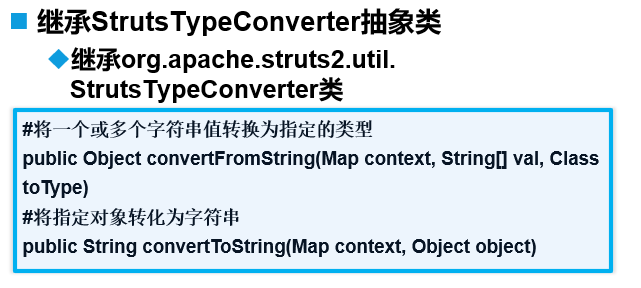 继承StrutsTypeConverter抽象类
继承org.apache.struts2.util.
StrutsTypeConverter类
#将一个或多个字符串值转换为指定的类型
public Object convertFromString(Map context, String[] val, Class
toType)
#将指定对象转化为字符串
public String convertToString(Map context, Object object)